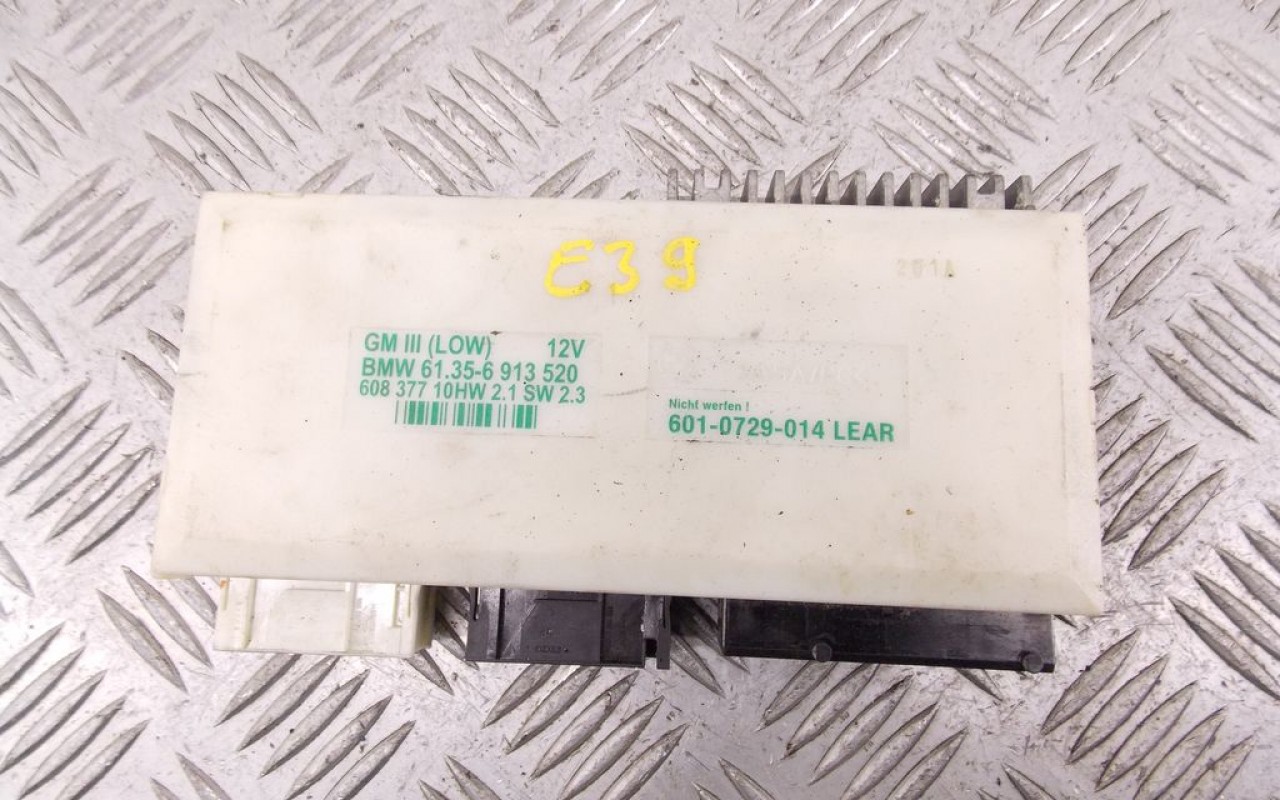 E39
201A
GM III (LOW) 12V
BMW 61.35-6 913 520
608 377 10HW 2.1 SW 2.3
Nicht werfen !
601-0729-014 LEAR